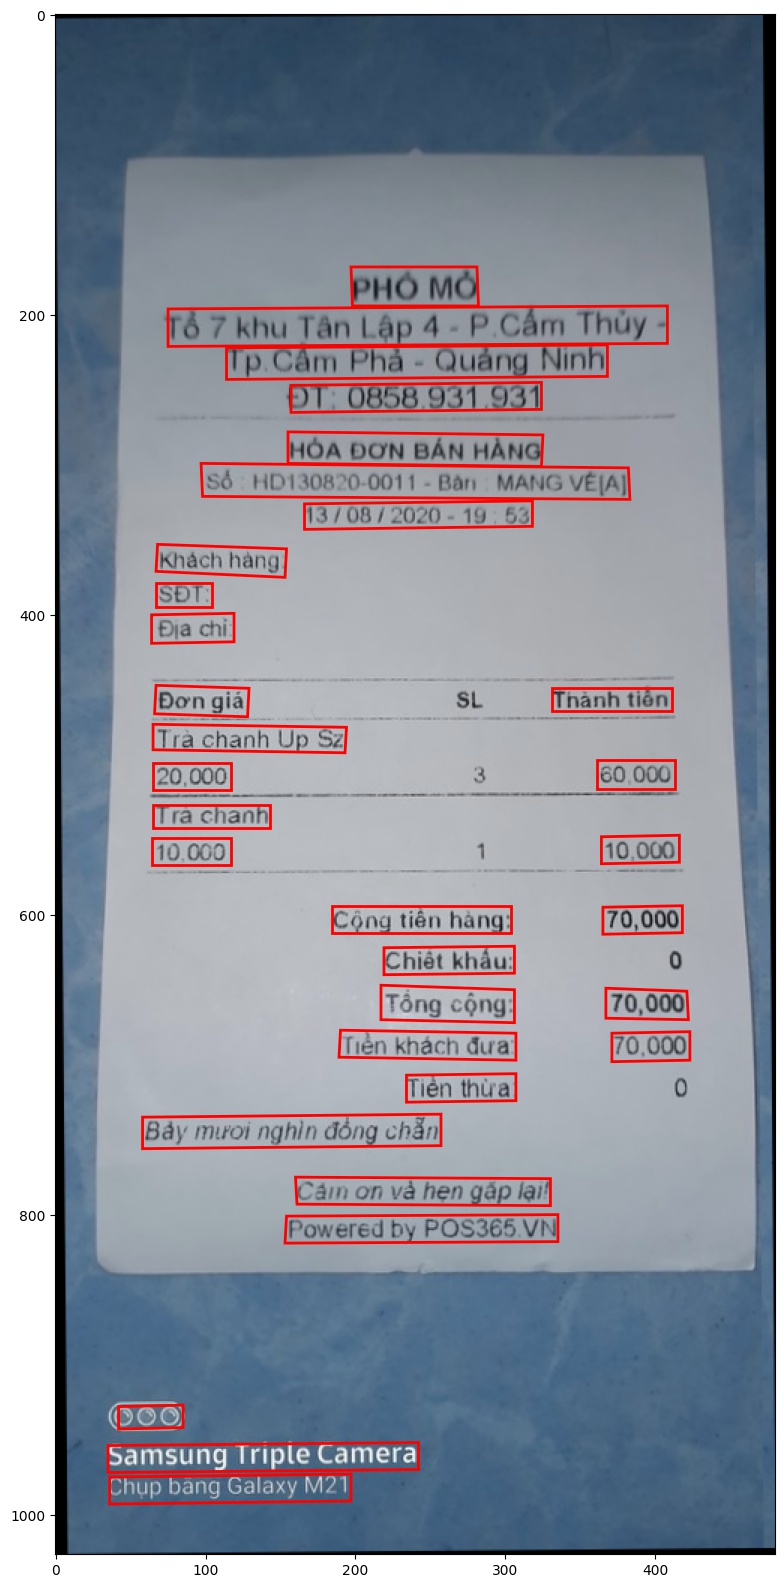 0
200
400
600
800
1000
0 100 200 300 400
PHÓ MỎ
Tổ 7 khu Tân Lập 4 - P.Cẩm Thủy -
Tp.Cẩm Phả - Quảng Ninh
ĐT: 0858.931.931
HÓA ĐƠN BÁN HÀNG
Số : HD130820-0011 - Bàn : MANG VỀ[A]
13 / 08 / 2020 - 19 : 53
Khách hàng:
SĐT:
Địa chỉ:
Đơn giá SL Thành tiền
Trà chanh Up Sz
20,000 3 60,000
Trà chanh
10,000 1 10,000
Cộng tiền hàng: 70,000
Chiết khấu: 0
Tổng cộng: 70,000
Tiền khách đưa: 70,000
Tiền thừa: 0
Bảy mươi nghìn đồng chẵn
Cám ơn và hẹn gặp lại!
Powered by POS365.VN
Samsung Triple Camera
Chụp bằng Galaxy M21